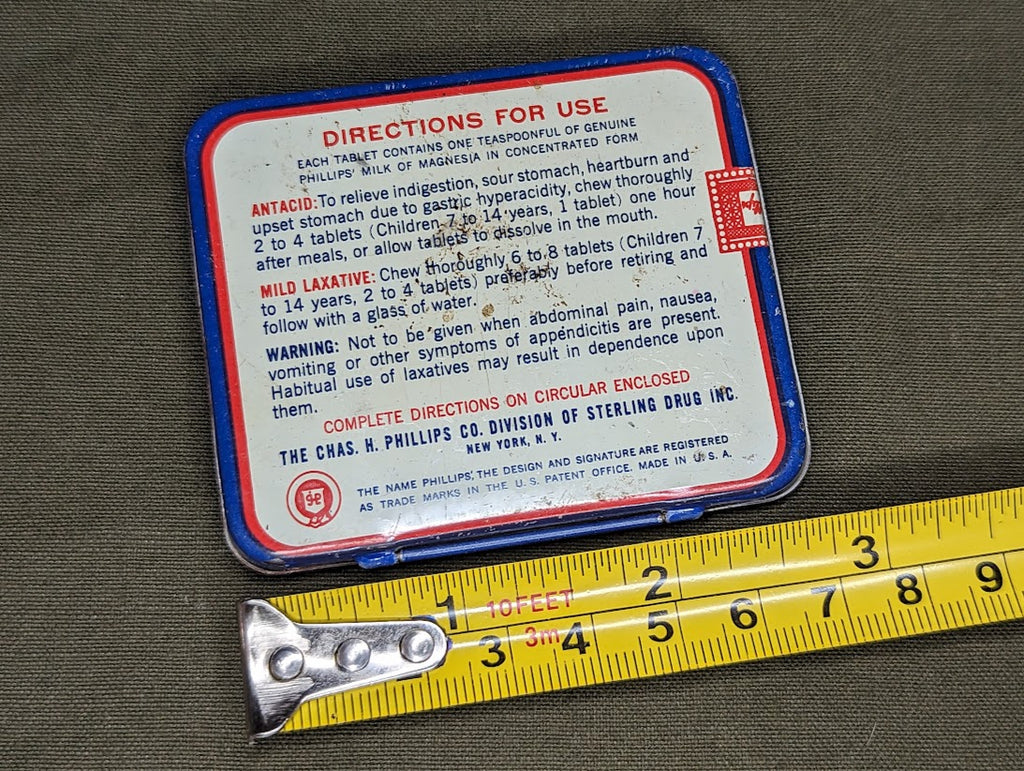 DIRECTIONS FOR USE
EACH TABLET CONTAINS ONE TEASPOONFUL OF GENUINE
PHILLIPS' MILK OF MAGNESIA IN CONCENTRATED FORM
ANTACID: To relieve indigestion, sour stomach, heartburn and
upset stomach due to gastric hyperacidity, chew thoroughly
2 to 4 tablets (Children 7 to 14 years, 1 tablet) one hour
after meals, or allow tablets to dissolve in the mouth.
MILD LAXATIVE: Chew thoroughly 6 to 8 tablets (Children 7
to 14 years, 2 to 4 tablets) preferably before retiring and
follow with a glass of water.
WARNING: Not to be given when abdominal pain, nausea,
vomiting or other symptoms of appendicitis are present.
Habitual use of laxatives may result in dependence upon
them.
COMPLETE DIRECTIONS ON CIRCULAR ENCLOSED
THE CHAS. H. PHILLIPS CO. DIVISION OF STERLING DRUG INC.
NEW YORK, N. Y.
THE NAME PHILLIPS', THE DESIGN AND SIGNATURE ARE REGISTERED
AS TRADE MARKS IN THE U. S. PATENT OFFICE. MADE IN U. S. A.
1 10FEET 2 3
3 3m 4 5 6 7 8 9